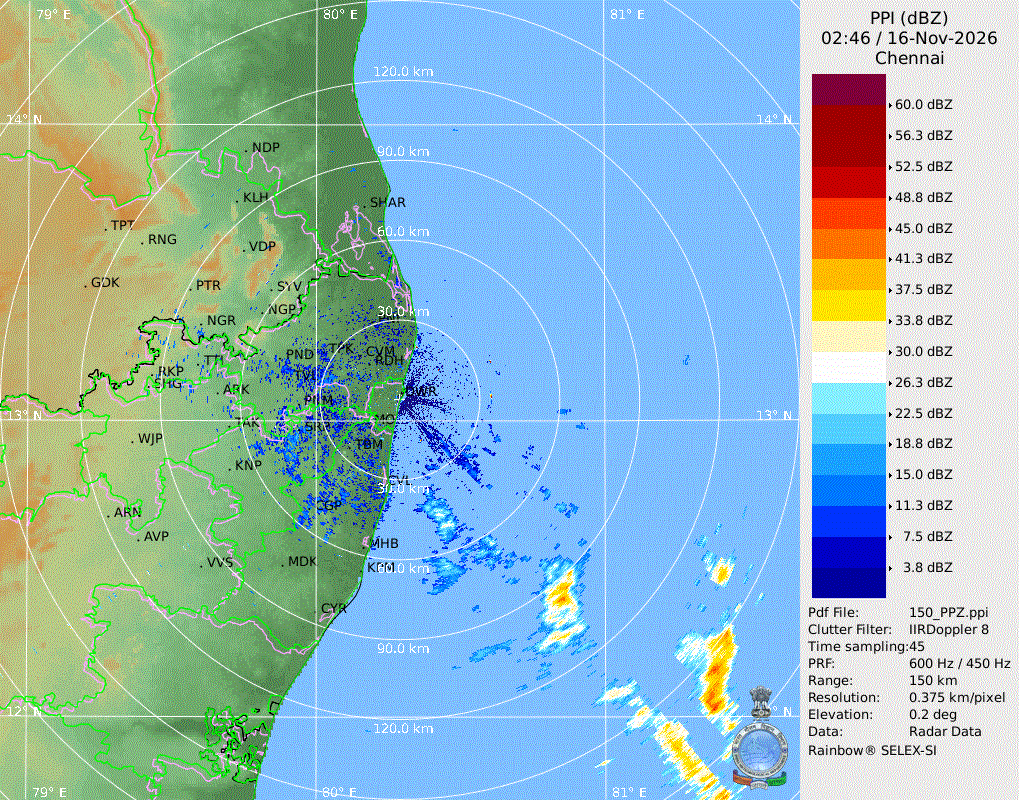 79° E
80° E
81° E
120.0 km
14° N
14° N
NDP
90.0 km
KLH
SHAR
TPT
RNG
60.0 km
VDP
GDK
PTR
SYV
30.0 km
NGP
NGR
TPK
PND
CVM
RDH
TTI
RKP
SHG
ARK
DWR
13° N
13° N
TAK
WJP
TBM
KNP
30.0 km
ARN
AVP
MHB
VVS
MDK
60.0 km
CYR
90.0 km
12° N
120.0 km
79° E
80° E
81° E
PPI (dBZ)
02:46 / 16-Nov-2026
Chennai
60.0 dBZ
56.3 dBZ
52.5 dBZ
48.8 dBZ
45.0 dBZ
41.3 dBZ
37.5 dBZ
33.8 dBZ
30.0 dBZ
26.3 dBZ
22.5 dBZ
18.8 dBZ
15.0 dBZ
11.3 dBZ
7.5 dBZ
3.8 dBZ
Pdf File: 150_PPZ.ppi
Clutter Filter: IIRDoppler 8
Time sampling:45
PRF: 600 Hz / 450 Hz
Range: 150 km
Resolution: 0.375 km/pixel
Elevation: 0.2 deg
Data: Radar Data
Rainbow® SELEX-SI